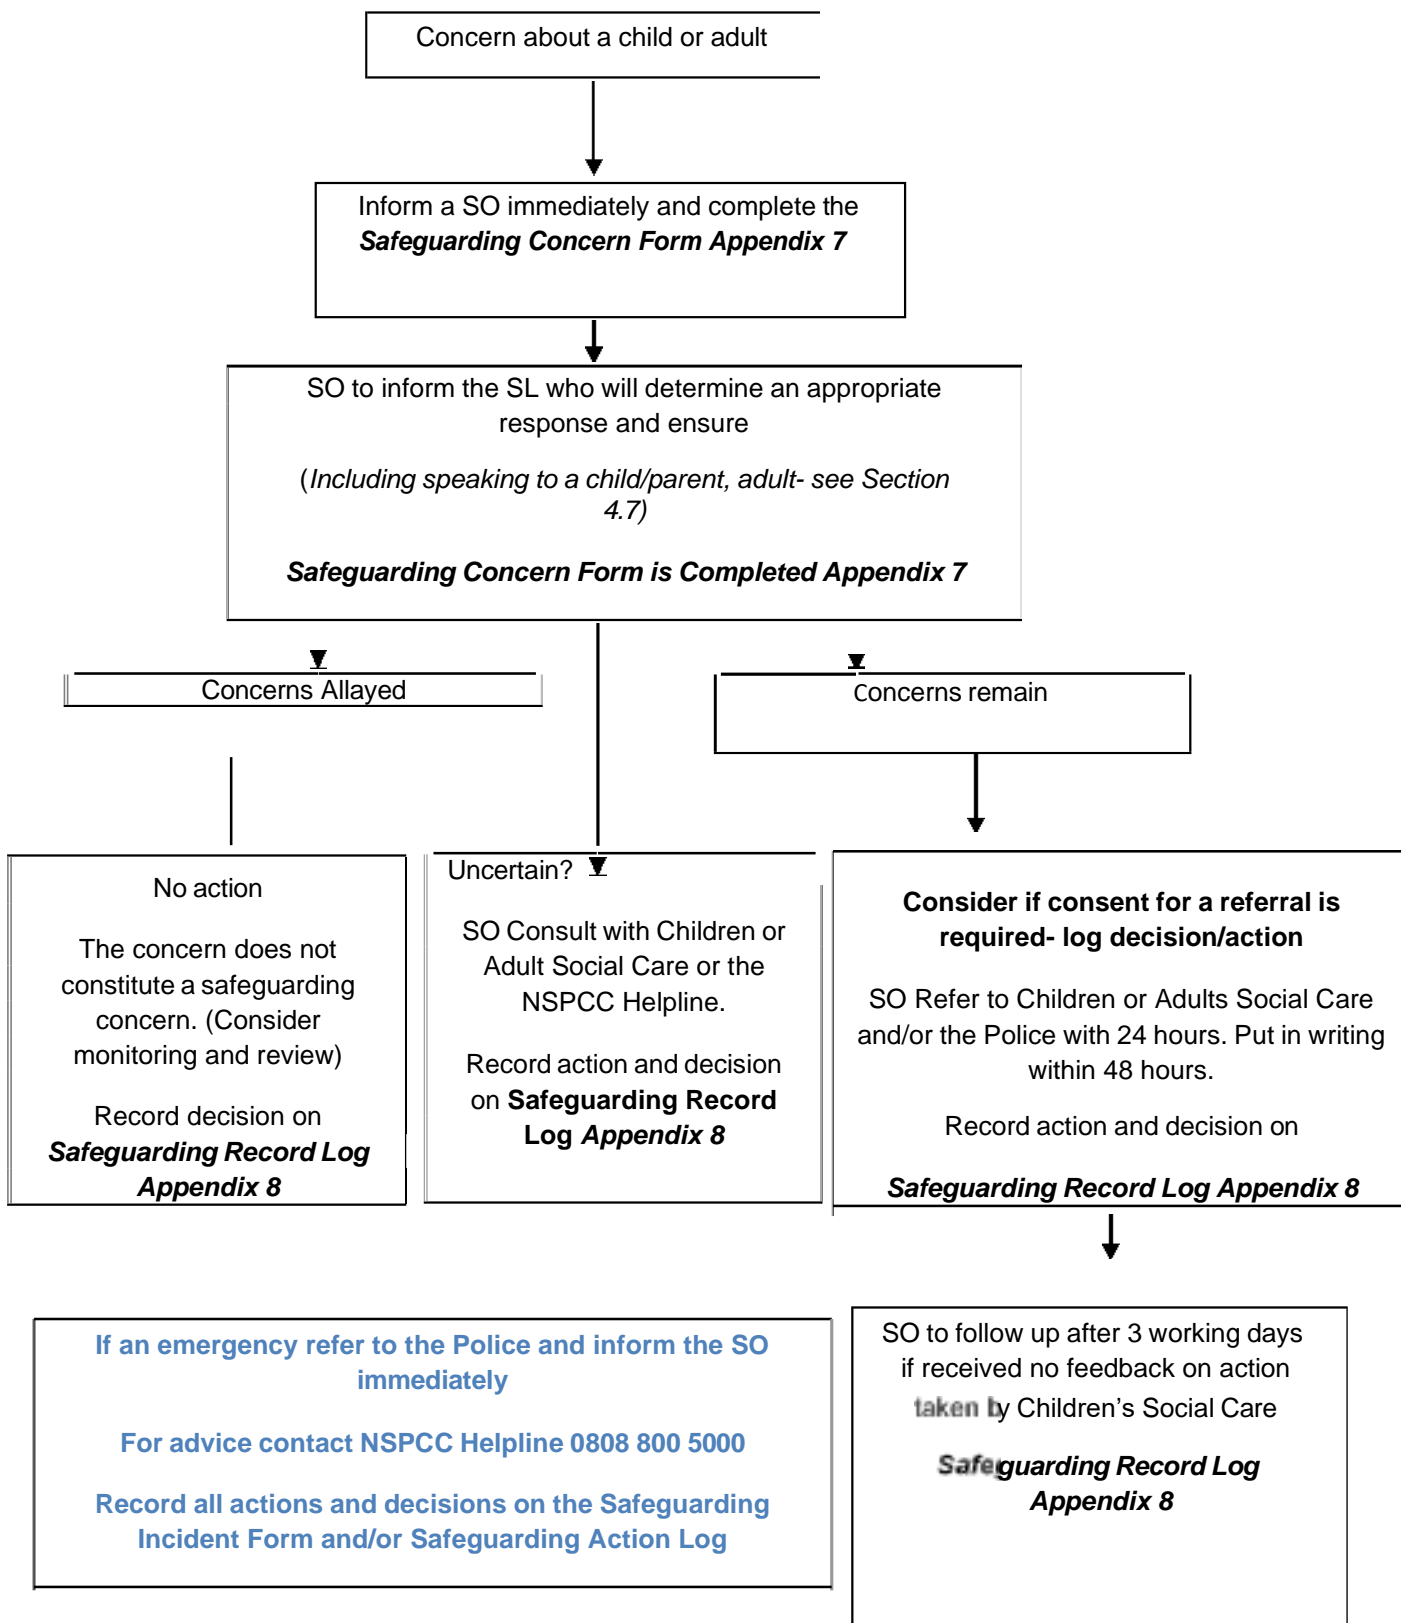 Concern about a child or adult
Inform a SO immediately and complete the
Safeguarding Concern Form Appendix 7
SO to inform the SL who will determine an appropriate
response and ensure
(Including speaking to a child/parent, adult- see Section
4.7)
Safeguarding Concern Form is Completed Appendix 7
Concerns Allayed
Concerns remain
No action
The concern does not
constitute a safeguarding
concern. (Consider
monitoring and review)
Record decision on
Safeguarding Record Log
Appendix 8
Uncertain?
SO Consult with Children or
Adult Social Care or the
NSPCC Helpline.
Record action and decision
on Safeguarding Record
Log Appendix 8
Consider if consent for a referral is
required- log decision/action
SO Refer to Children or Adults Social Care
and/or the Police with 24 hours. Put in writing
within 48 hours.
Record action and decision on
Safeguarding Record Log Appendix 8
If an emergency refer to the Police and inform the SO
immediately
For advice contact NSPCC Helpline 0808 800 5000
Record all actions and decisions on the Safeguarding
Incident Form and/or Safeguarding Action Log
SO to follow up after 3 working days
if received no feedback on action
taken by Children’s Social Care
Safeguarding Record Log
Appendix 8